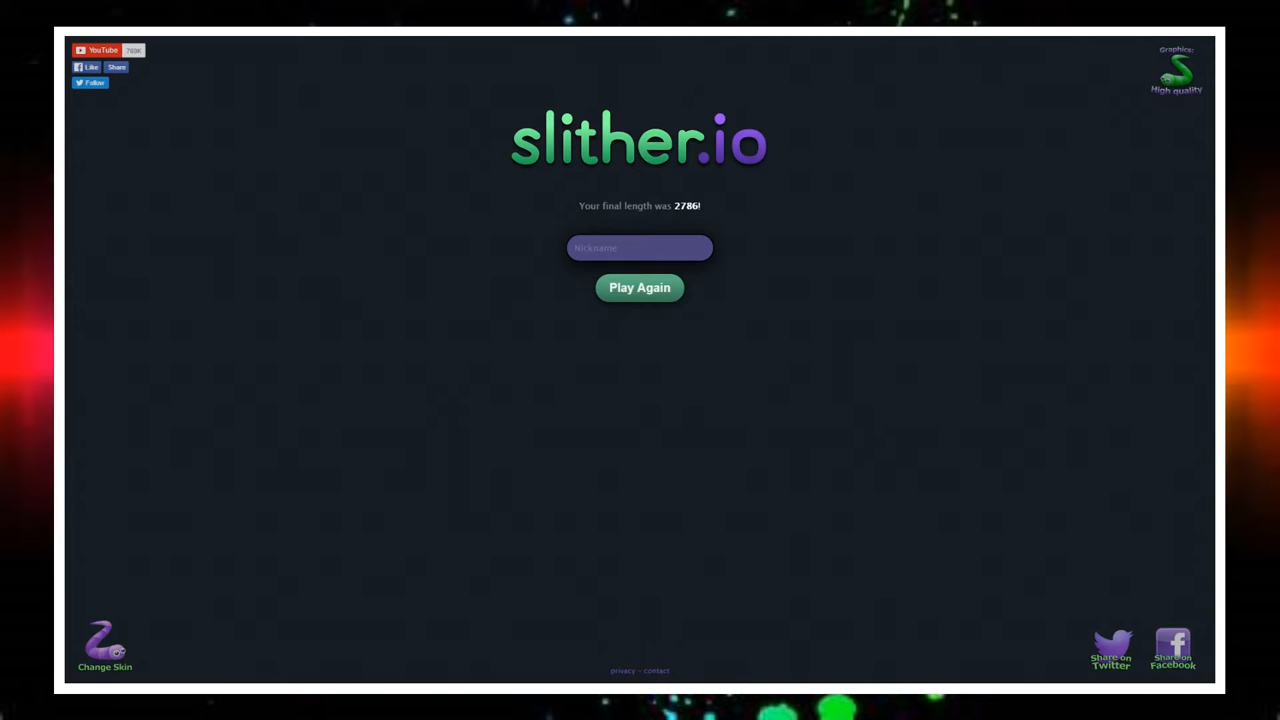 YouTube 769K
Like Share
Follow
Graphics:
High quality
slither.io
Your final length was 2786!
Nickname
Play Again
Change Skin
privacy - contact
Share on
Twitter
Share on
Facebook